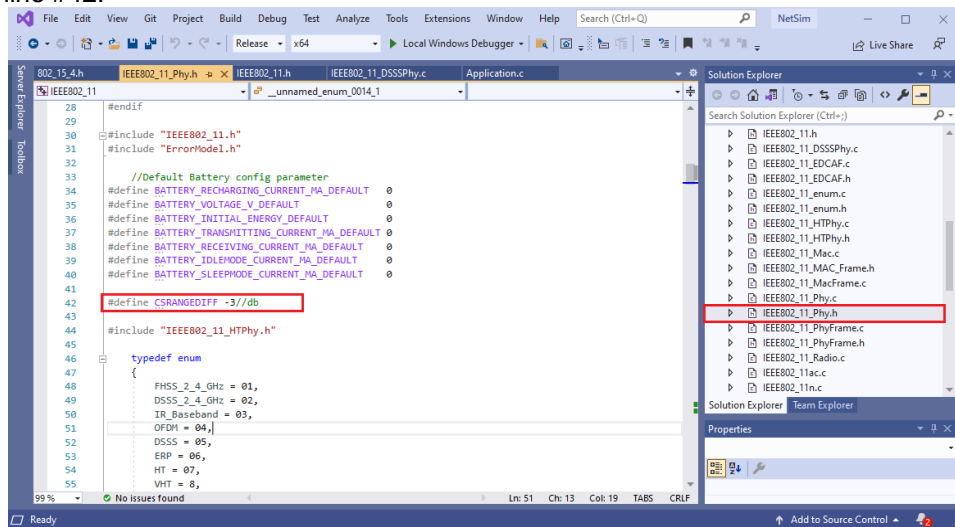 File Edit View Git Project Build Debug Test Analyze Tools Extensions Window Help Search (Ctrl+Q) NetSim
Release x64 Local Windows Debugger Live Share
802_15_4.h IEEE802_11_Phy.h IEEE802_11.h IEEE802_11_DSSSPhy.c Application.c
IEEE802_11 __unnamed_enum_0014_1
Server Explorer
Toolbox
28 #endif
29
30 #include "IEEE802_11.h"
31 #include "ErrorModel.h"
32
33 //Default Battery config parameter
34 #define BATTERY_RECHARGING_CURRENT_MA_DEFAULT 0
35 #define BATTERY_VOLTAGE_V_DEFAULT 0
36 #define BATTERY_INITIAL_ENERGY_DEFAULT 0
37 #define BATTERY_TRANSMITTING_CURRENT_MA_DEFAULT 0
38 #define BATTERY_RECEIVING_CURRENT_MA_DEFAULT 0
39 #define BATTERY_IDLEMODE_CURRENT_MA_DEFAULT 0
40 #define BATTERY_SLEEPMODE_CURRENT_MA_DEFAULT 0
41
42 #define CSRANGEDIFF -3//db
43
44 #include "IEEE802_11_HTPhy.h"
45
46 typedef enum
47 {
48 FHSS_2_4_GHz = 01,
49 DSSS_2_4_GHz = 02,
50 IR_Baseband = 03,
51 OFDM = 04,
52 DSSS = 05,
53 ERP = 06,
54 HT = 07,
55 VHT = 8,
99 % No issues found Ln: 51 Ch: 13 Col: 19 TABS CRLF
Solution Explorer
Search Solution Explorer (Ctrl+;)
IEEE802_11.h
IEEE802_11_DSSSPhy.c
IEEE802_11_EDCAF.c
IEEE802_11_EDCAF.h
IEEE802_11_enum.c
IEEE802_11_enum.h
IEEE802_11_HTPhy.c
IEEE802_11_HTPhy.h
IEEE802_11_Mac.c
IEEE802_11_MAC_Frame.h
IEEE802_11_MacFrame.c
IEEE802_11_Phy.c
IEEE802_11_Phy.h
IEEE802_11_PhyFrame.c
IEEE802_11_PhyFrame.h
IEEE802_11_Radio.c
IEEE802_11ac.c
IEEE802_11n.c
Solution Explorer Team Explorer
Properties
Ready Add to Source Control 2